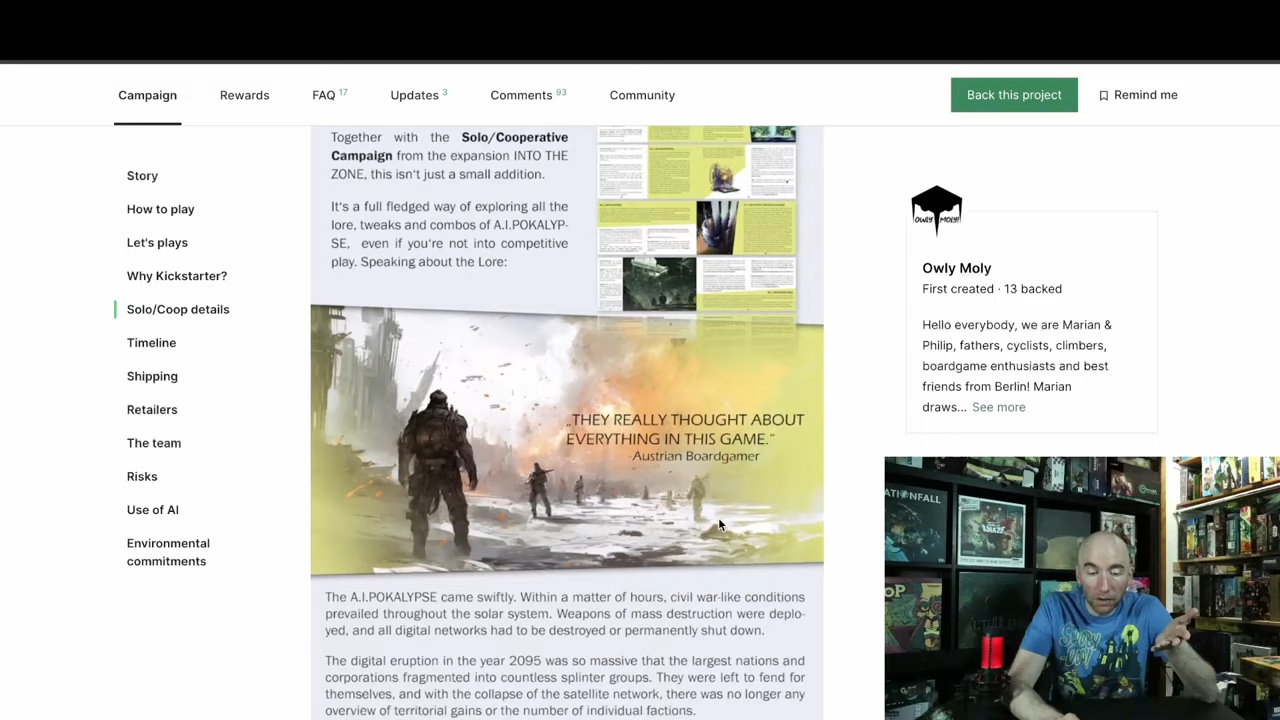 Campaign
Rewards
FAQ 17
Updates 3
Comments 93
Community
Back this project
Remind me
Story
How to play
Let's plays
Why Kickstarter?
Solo/Coop details
Timeline
Shipping
Retailers
The team
Risks
Use of AI
Environmental
commitments
Together with the Solo/Cooperative
Campaign from the expansion INTO THE
ZONE, this isn't just a small addition.
It's a full fledged way of exploring all the
lore, tweaks and combos of A.I.POKALYP-
SE, even if you're not into competitive
play. Speaking about the Lore:
„THEY REALLY THOUGHT ABOUT
EVERYTHING IN THIS GAME."
-Austrian Boardgamer
The A.I.POKALYPSE came swiftly. Within a matter of hours, civil war-like conditions
prevailed throughout the solar system. Weapons of mass destruction were deplo-
yed, and all digital networks had to be destroyed or permanently shut down.
The digital eruption in the year 2095 was so massive that the largest nations and
corporations fragmented into countless splinter groups. They were left to fend for
themselves, and with the collapse of the satellite network, there was no longer any
overview of territorial gains or the number of individual factions.
OWLY MOLY!
Owly Moly
First created · 13 backed
Hello everybody, we are Marian &
Philip, fathers, cyclists, climbers,
boardgame enthusiasts and best
friends from Berlin! Marian
draws... See more